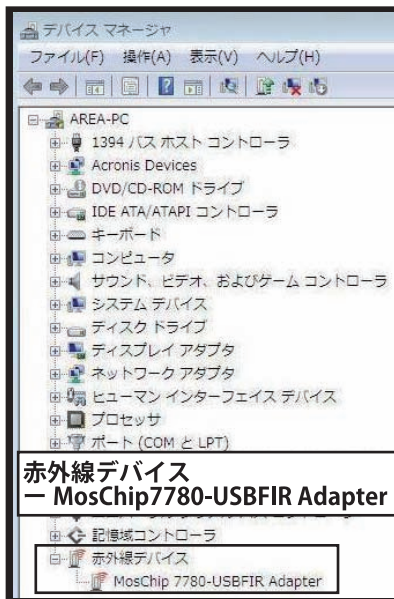 デバイス マネージャ
ファイル(F) 操作(A) 表示(V) ヘルプ(H)
AREA-PC
1394 バス ホスト コントローラ
Acronis Devices
DVD/CD-ROM ドライブ
IDE ATA/ATAPI コントローラ
キーボード
コンピュータ
サウンド、ビデオ、およびゲーム コントローラ
システム デバイス
ディスク ドライブ
ディスプレイ アダプタ
ネットワーク アダプタ
ヒューマン インターフェイス デバイス
プロセッサ
ポート (COM と LPT)
赤外線デバイス
ー MosChip7780-USBFIR Adapter
記憶域コントローラ
赤外線デバイス
MosChip 7780-USBFIR Adapter